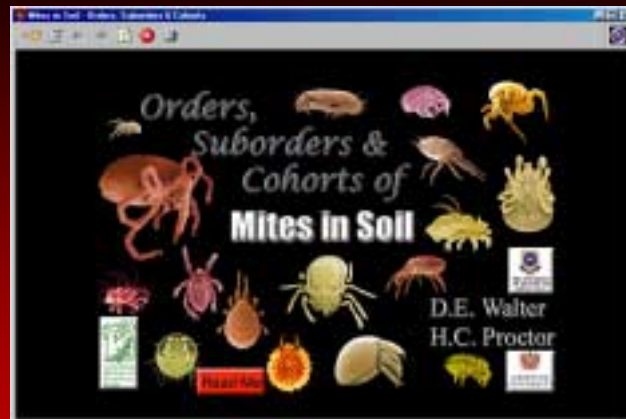 Mites in Soil - Orders, Suborders & Cohorts
Orders,
Suborders &
Cohorts of
Mites in Soil
D.E. Walter
H.C. Proctor
Read Me